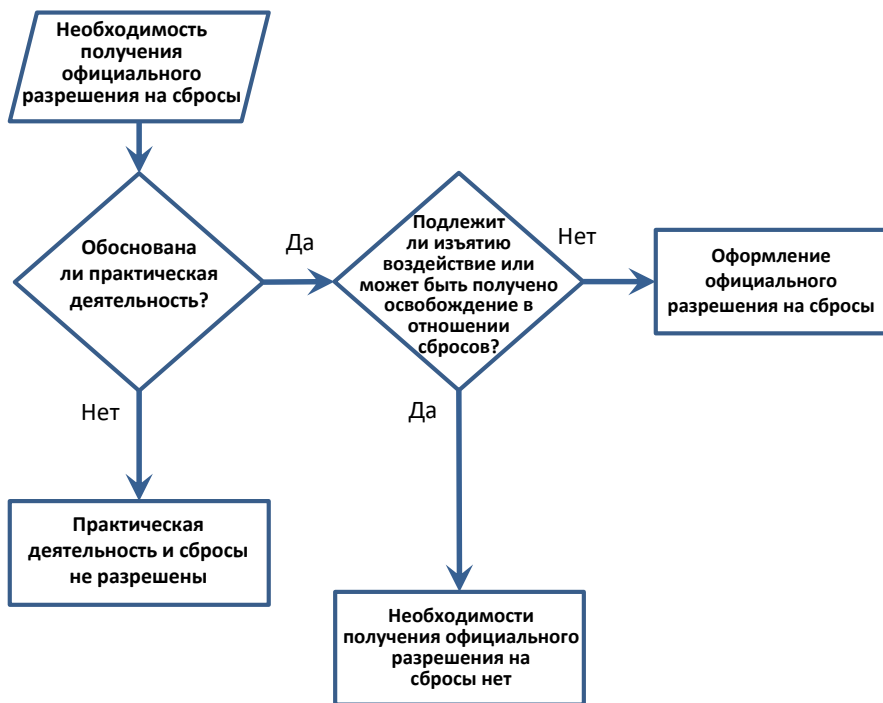 Необходимость
получения
официального
разрешения на сбросы
Обоснована
ли практическая
деятельность?
Да
Подлежит
ли изъятию
воздействие или
может быть получено
освобождение в
отношении
сбросов?
Нет
Оформление
официального
разрешения на сбросы
Нет
Да
Практическая
деятельность и сбросы
не разрешены
Необходимости
получения официального
разрешения на
сбросы нет